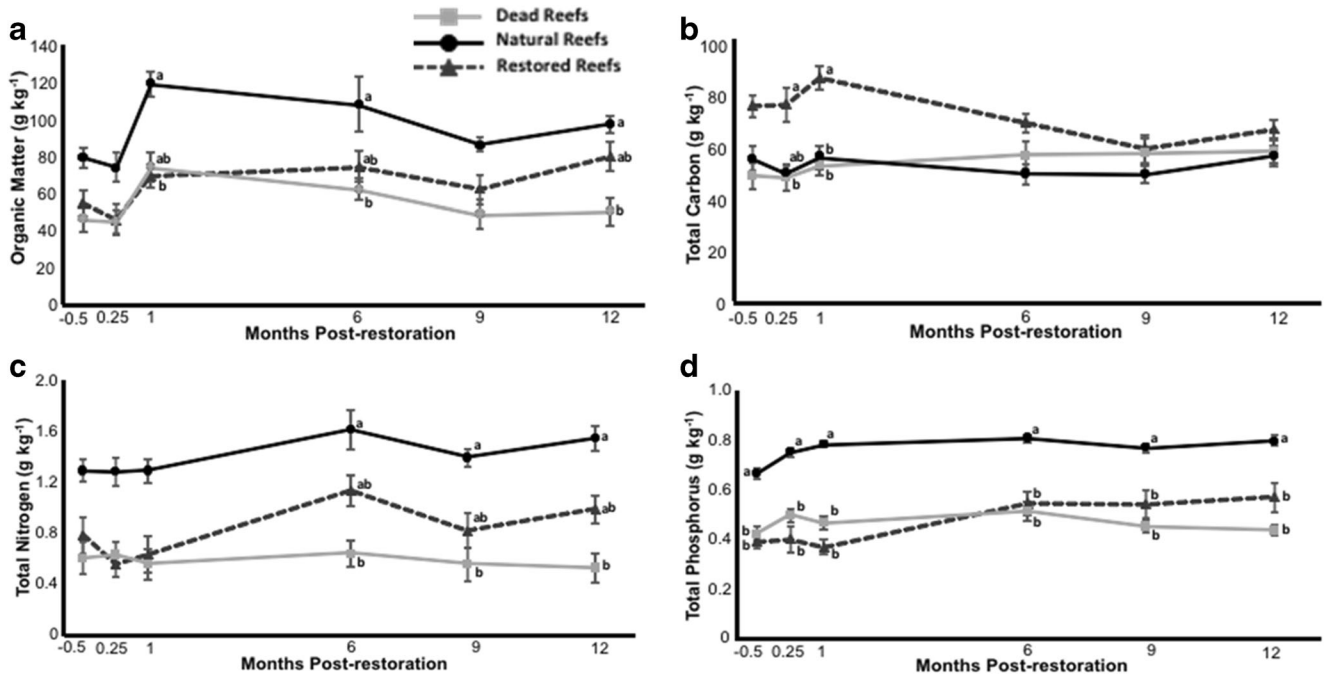 a
Dead Reefs
Natural Reefs
Restored Reefs
Organic Matter (g kg⁻¹)
140
120
100
80
60
40
20
0
a
ab
b
a
ab
b
a
ab
b
-0.5 0.25 1 6 9 12
Months Post-restoration
b
Total Carbon (g kg⁻¹)
100
80
60
40
20
0
a
ab
b
a
b
b
-0.5 0.25 1 6 9 12
Months Post-restoration
c
Total Nitrogen (g kg⁻¹)
2.0
1.6
1.2
0.8
0.4
0
a
ab
b
a
ab
b
a
ab
b
-0.5 0.25 1 6 9 12
Months Post-restoration
d
Total Phosphorus (g kg⁻¹)
1.0
0.8
0.6
0.4
0.2
0
a
b
b
a
b
b
a
b
b
a
b
b
a
b
b
a
b
b
-0.5 0.25 1 6 9 12
Months Post-restoration